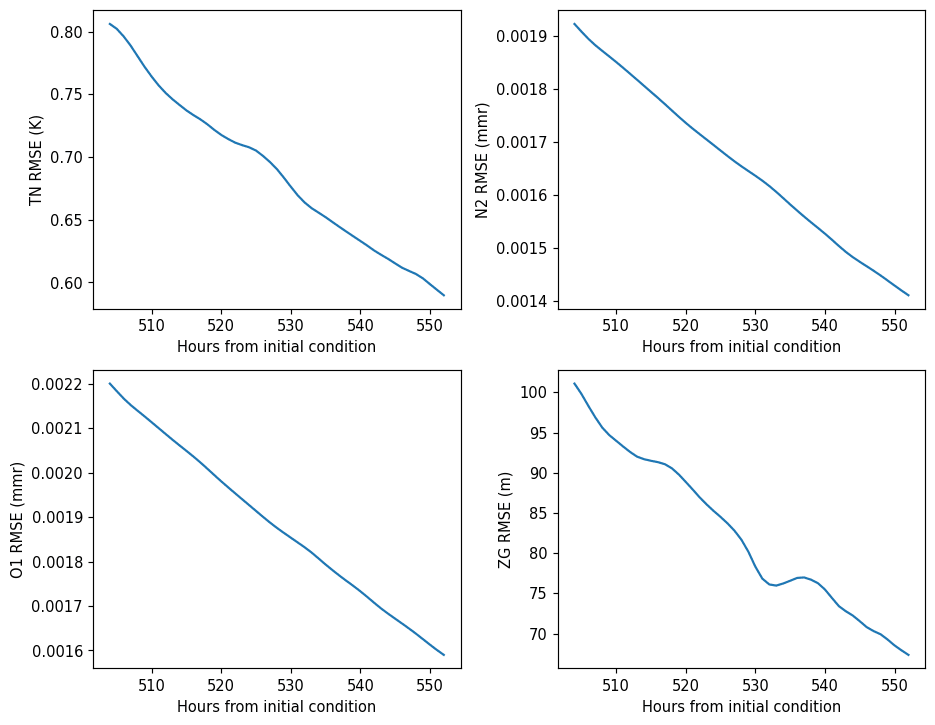 TN RMSE (K)
0.80
0.75
0.70
0.65
0.60
510 520 530 540 550
Hours from initial condition
N2 RMSE (mmr)
0.0019
0.0018
0.0017
0.0016
0.0015
0.0014
510 520 530 540 550
Hours from initial condition
O1 RMSE (mmr)
0.0022
0.0021
0.0020
0.0019
0.0018
0.0017
0.0016
510 520 530 540 550
Hours from initial condition
ZG RMSE (m)
100
95
90
85
80
75
70
510 520 530 540 550
Hours from initial condition